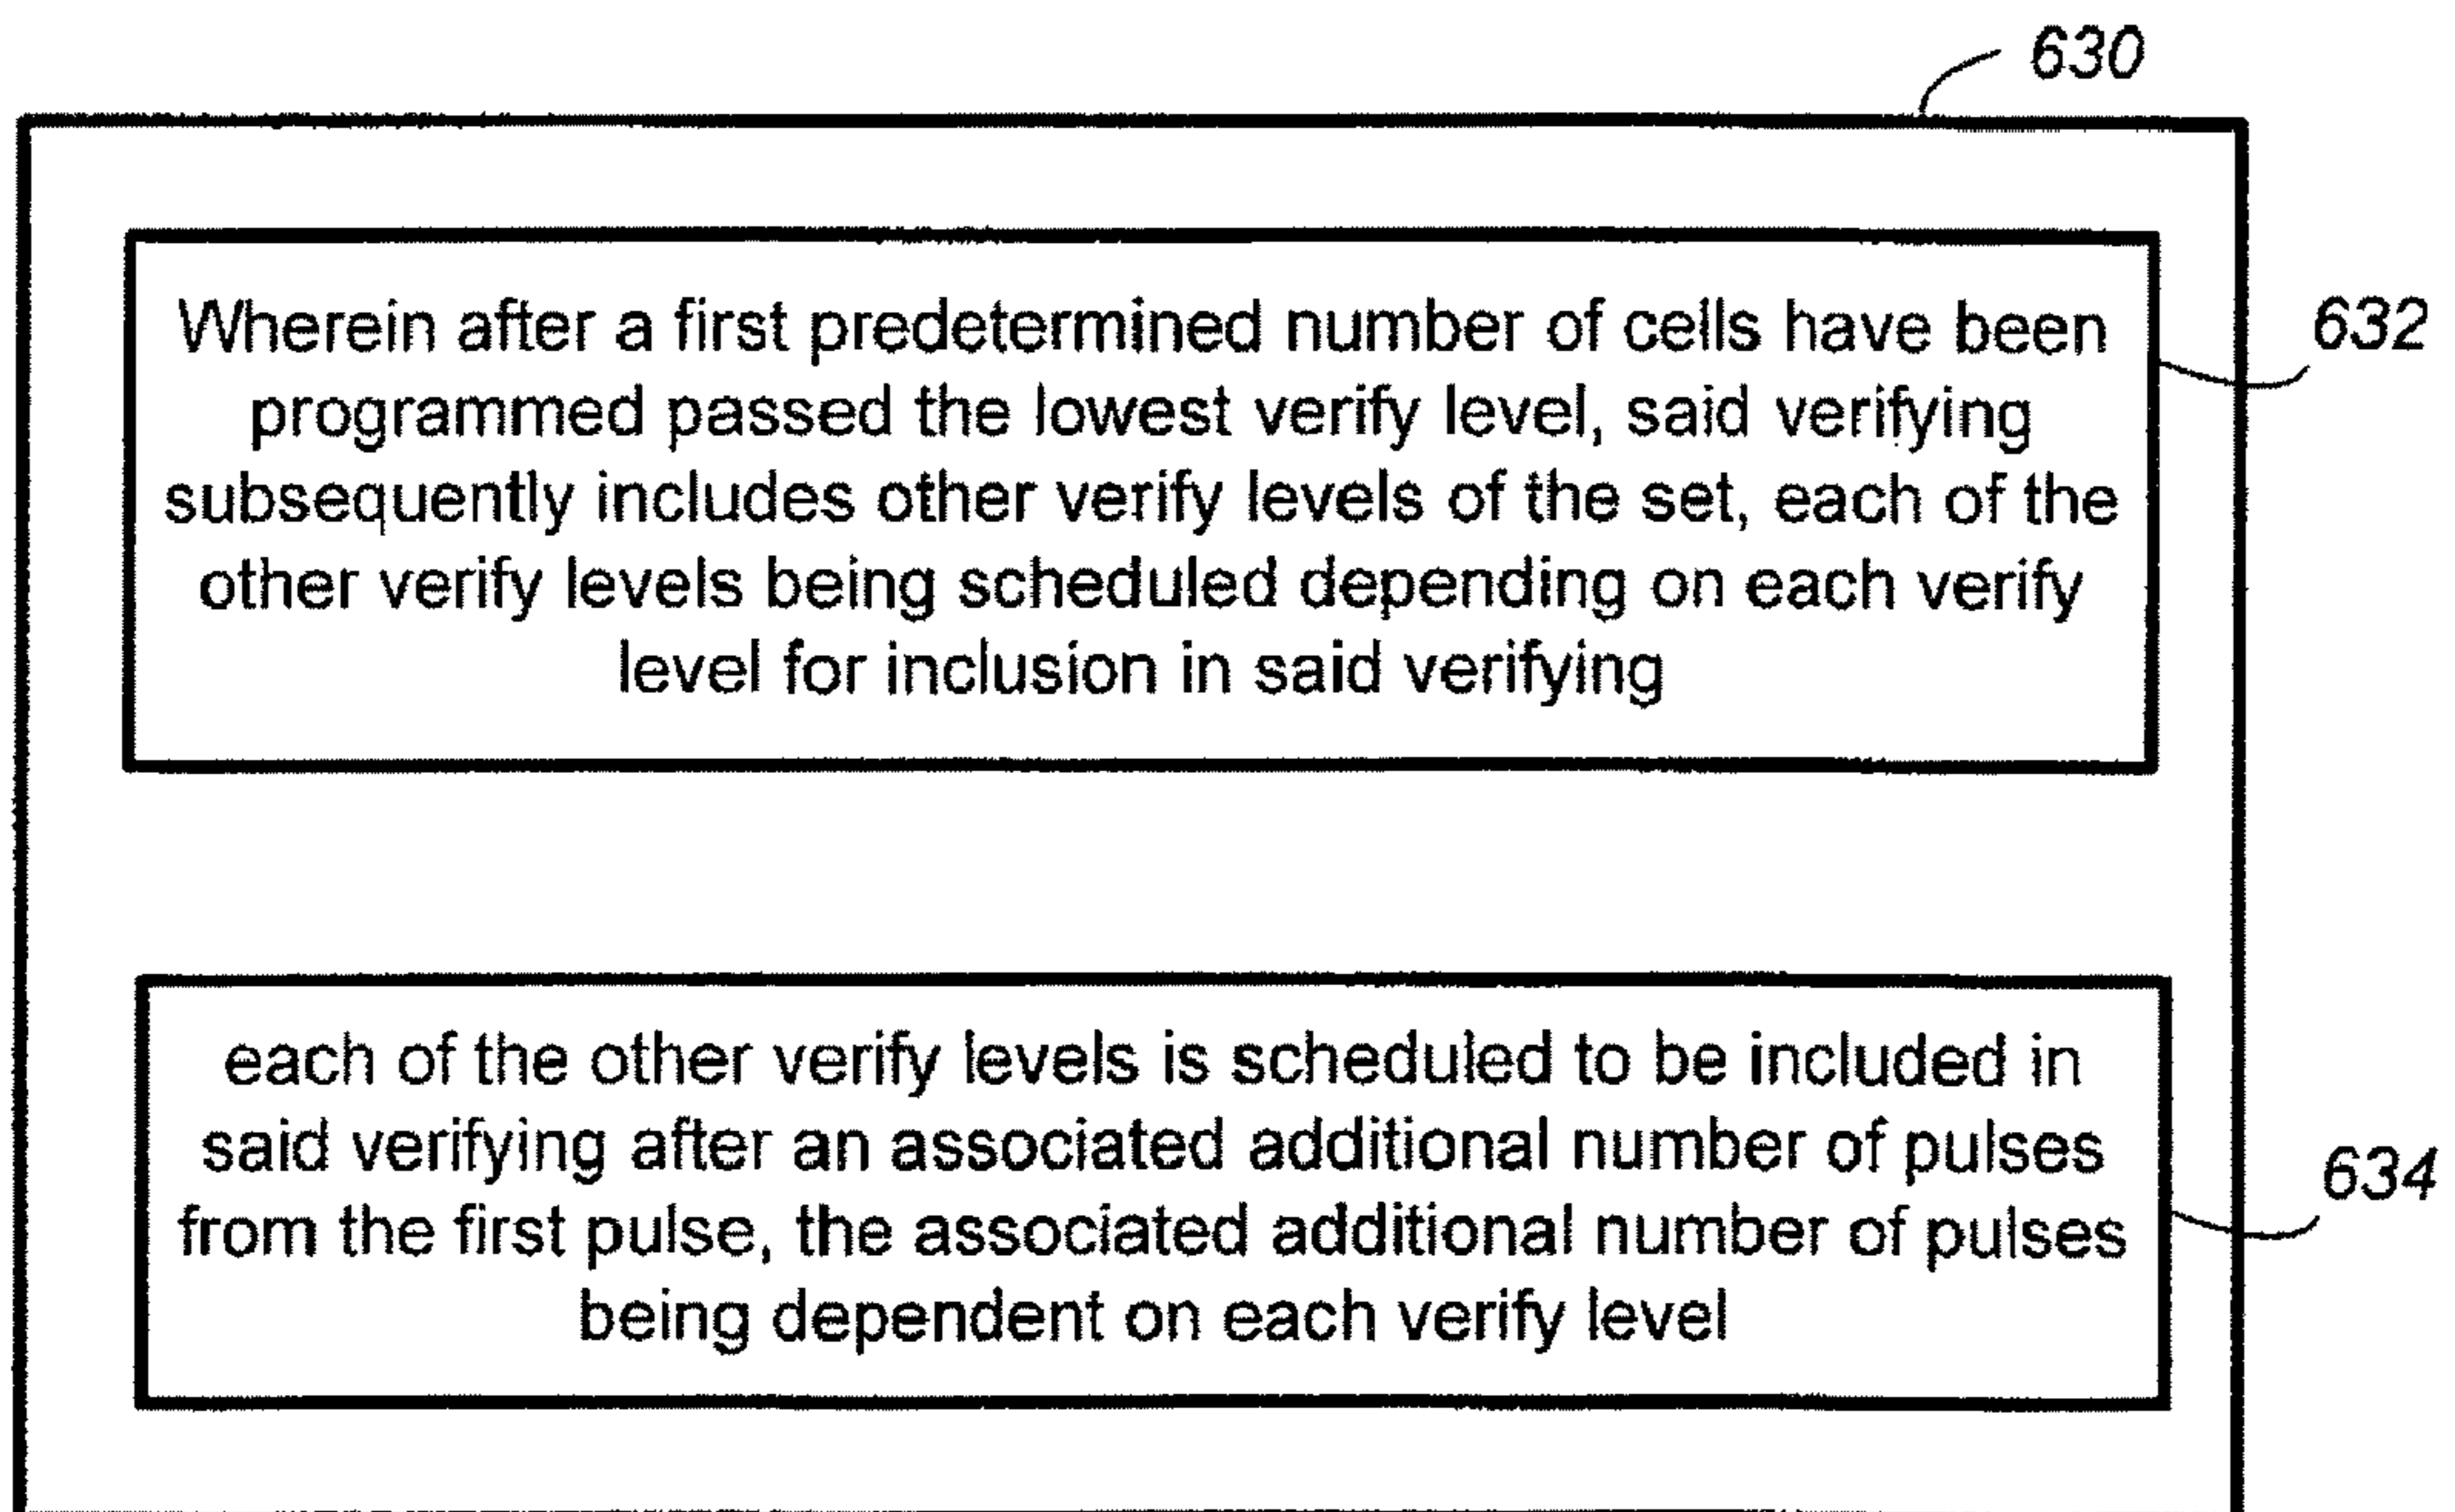 630
Wherein after a first predetermined number of cells have been
632
programmed passed the lowest verify level, said verifying
subsequently includes other verify levels of the set, each of the
other verify levels being scheduled depending on each verify
level for inclusion in said verifying
each of the other verify levels is scheduled to be included in
said verifying after an associated additional number of pulses
634
from the first pulse, the associated additional number of pulses
being dependent on each verify level